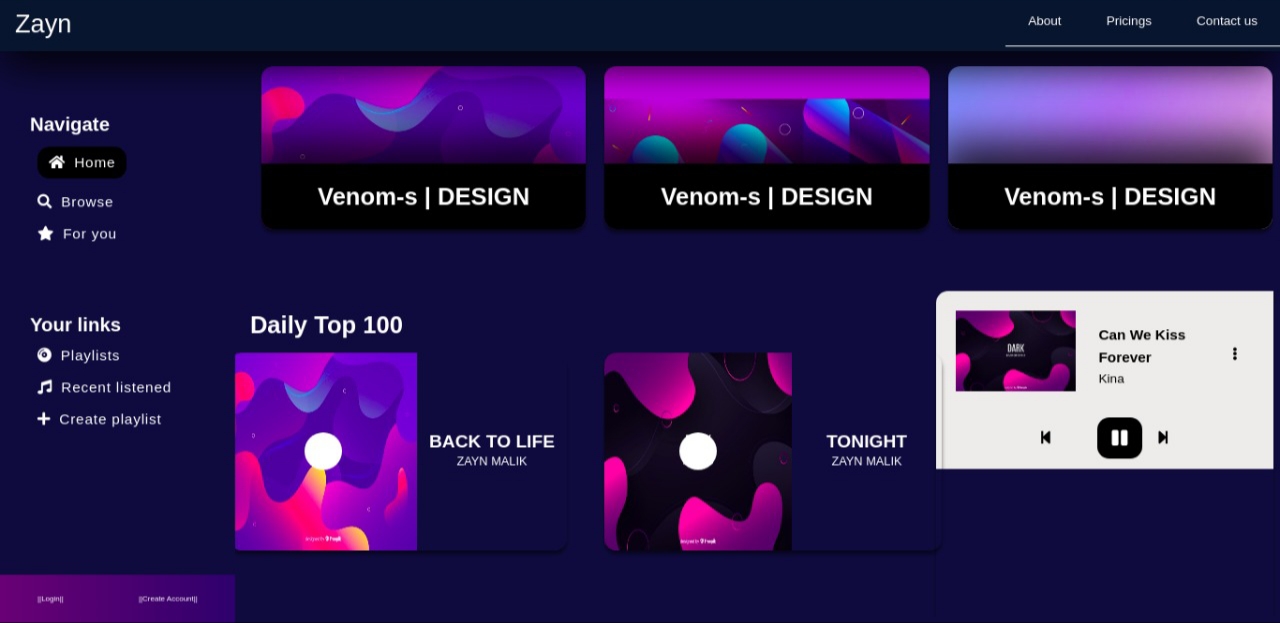 Zayn
About
Pricings
Contact us
Navigate
Home
Browse
For you
Your links
Playlists
Recent listened
Create playlist
||Login||
||Create Account||
Venom-s | DESIGN
Venom-s | DESIGN
Venom-s | DESIGN
Daily Top 100
BACK TO LIFE
ZAYN MALIK
TONIGHT
ZAYN MALIK
DARK
Can We Kiss
Forever
Kina